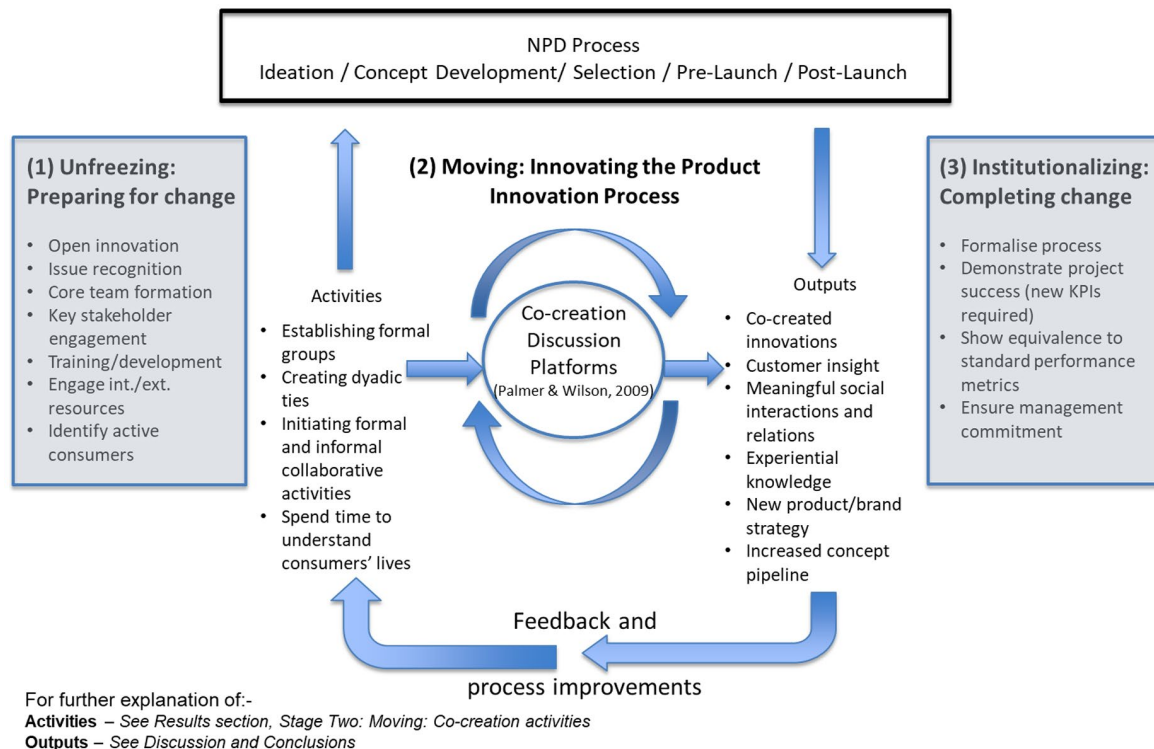 NPD Process
Ideation / Concept Development/ Selection / Pre-Launch / Post-Launch
(1) Unfreezing:
Preparing for change
• Open innovation
• Issue recognition
• Core team formation
• Key stakeholder
engagement
• Training/development
• Engage int./ext.
resources
• Identify active
consumers
(2) Moving: Innovating the Product
Innovation Process
Activities
• Establishing formal
groups
• Creating dyadic
ties
• Initiating formal
and informal
collaborative
activities
• Spend time to
understand
consumers’ lives
Co-creation
Discussion
Platforms
(Palmer & Wilson, 2009)
Outputs
• Co-created
innovations
• Customer insight
• Meaningful social
interactions and
relations
• Experiential
knowledge
• New product/brand
strategy
• Increased concept
pipeline
(3) Institutionalizing:
Completing change
• Formalise process
• Demonstrate project
success (new KPIs
required)
• Show equivalence to
standard performance
metrics
• Ensure management
commitment
Feedback and
process improvements
For further explanation of:-
Activities – See Results section, Stage Two: Moving: Co-creation activities
Outputs – See Discussion and Conclusions